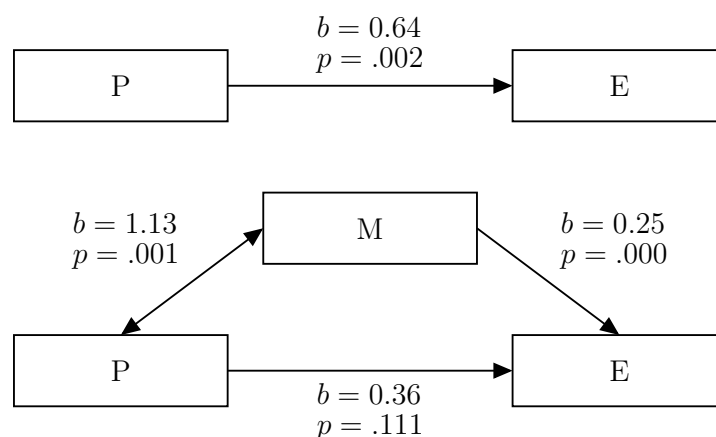 b = 0.64
p = .002
P
E
b = 1.13
p = .001
M
b = 0.25
p = .000
P
E
b = 0.36
p = .111